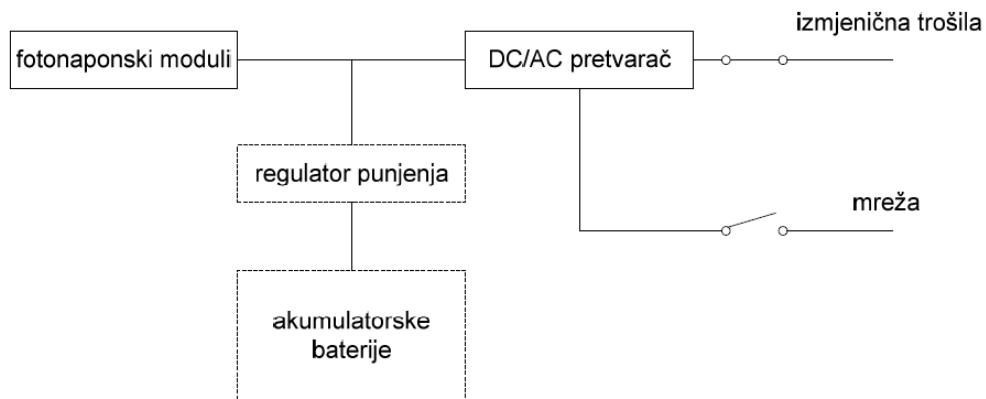 izmjenična trošila
fotonaponski moduli
DC/AC pretvarač
regulator punjenja
mreža
akumulatorske
baterije